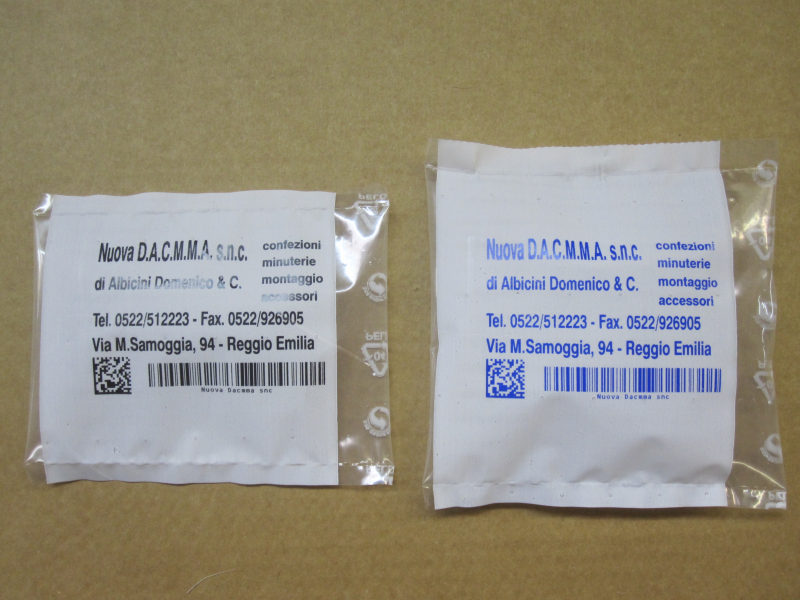 Nuova D.A.C.M.M.A. s.n.c.
di Albicini Domenico & C.
confezioni
minuterie
montaggio
accessori
Tel. 0522/512223 - Fax. 0522/926905
Via M.Samoggia, 94 - Reggio Emilia
Nuova Dacmma snc
PELD
04
Nuova D.A.C.M.M.A. s.n.c.
di Albicini Domenico & C.
confezioni
minuterie
montaggio
accessori
Tel. 0522/512223 - Fax. 0522/926905
Via M.Samoggia, 94 - Reggio Emilia
Nuova Dacmma snc